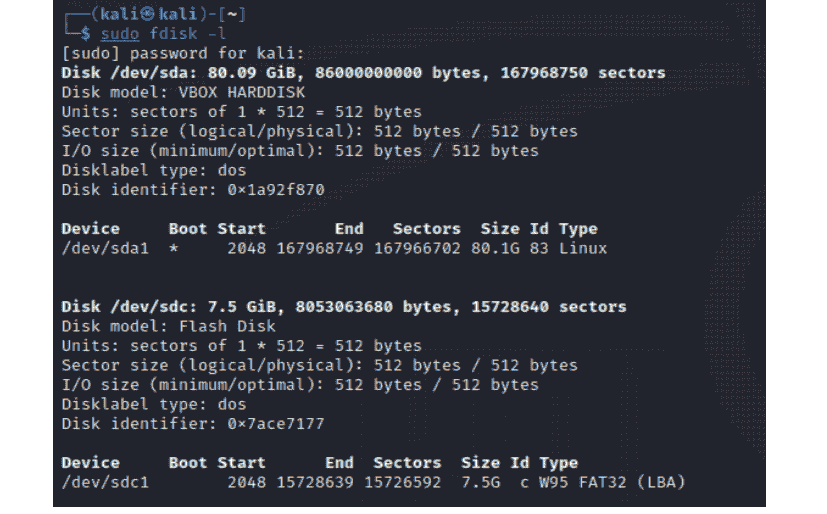 ┌──(kali㉿kali)-[~]
└─$ sudo fdisk -l
[sudo] password for kali:
Disk /dev/sda: 80.09 GiB, 86000000000 bytes, 167968750 sectors
Disk model: VBOX HARDDISK
Units: sectors of 1 * 512 = 512 bytes
Sector size (logical/physical): 512 bytes / 512 bytes
I/O size (minimum/optimal): 512 bytes / 512 bytes
Disklabel type: dos
Disk identifier: 0x1a92f870
Device     Boot Start       End   Sectors  Size Id Type
/dev/sda1  *     2048 167968749 167966702 80.1G 83 Linux
Disk /dev/sdc: 7.5 GiB, 8053063680 bytes, 15728640 sectors
Disk model: Flash Disk
Units: sectors of 1 * 512 = 512 bytes
Sector size (logical/physical): 512 bytes / 512 bytes
I/O size (minimum/optimal): 512 bytes / 512 bytes
Disklabel type: dos
Disk identifier: 0x7ace7177
Device     Boot Start      End  Sectors  Size Id Type
/dev/sdc1        2048 15728639 15726592  7.5G  c W95 FAT32 (LBA)